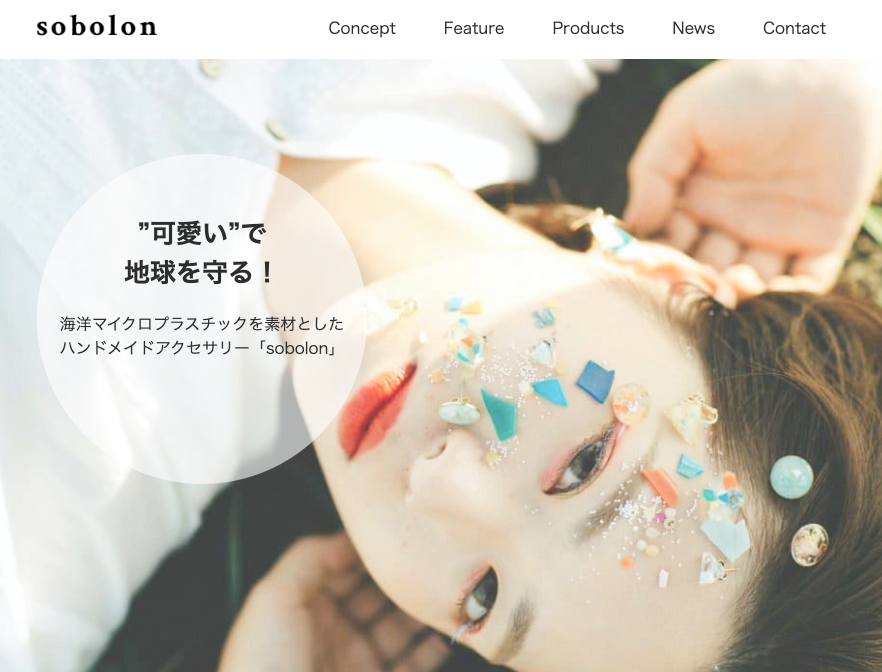 sobolon
Concept Feature Products News Contact
”可愛い”で
地球を守る！
海洋マイクロプラスチックを素材とした
ハンドメイドアクセサリー「sobolon」